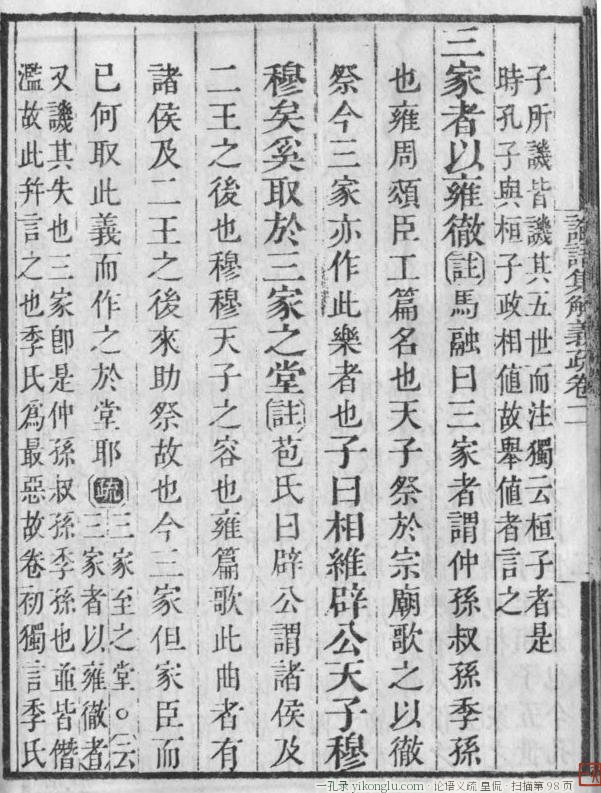 論語集解義疏卷二
子所譏皆譏其五世而注獨云桓子者是
時孔子與桓子政相值故舉值者言之
三家者以雍徹註馬融曰三家者謂仲孫叔孫季孫
也雍周頌臣工篇名也天子祭於宗廟歌之以徹
祭今三家亦作此樂者也子曰相維辟公天子穆
穆矣奚取於三家之堂註苞氏曰辟公謂諸侯及
二王之後也穆穆天子之容也雍篇歌此曲者有
諸侯及二王之後來助祭故也今三家但家臣而
已何取此義而作之於堂耶疏三家至之堂。云
三家者以雍徹者
又譏其失也三家卽是仲孫叔孫季孫也並皆僭
濫故此幷言之也季氏爲最惡故卷初獨言季氏
一孔录 yikonglu.com · 论语义疏 皇侃 · 扫描第 98 页